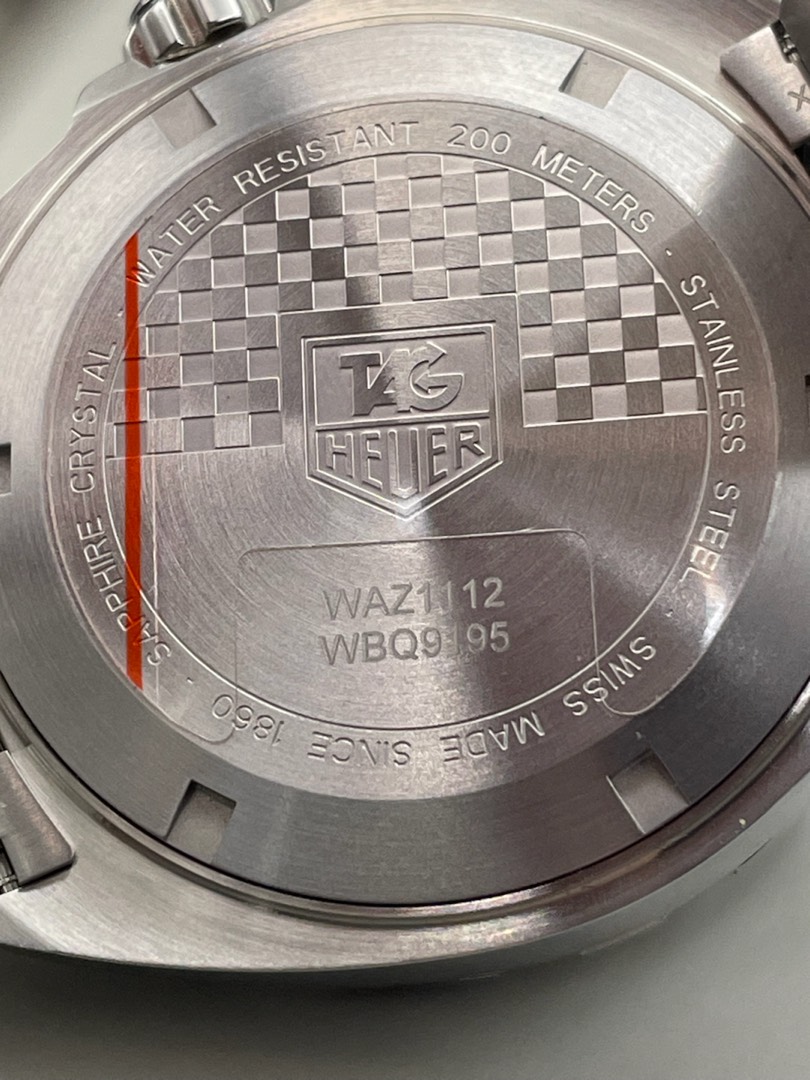 WATER RESISTANT 200 METERS · STAINLESS STEEL
SWISS MADE SINCE 1860 · SAPPHIRE CRYSTAL ·
TAG
HEUER
WAZ1112
WBQ9195